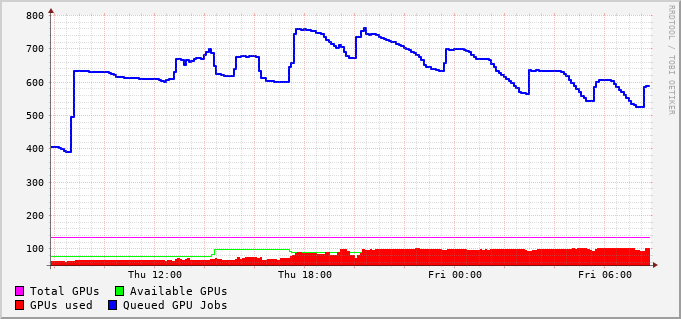 800
700
600
500
400
300
200
100
Thu 12:00 Thu 18:00 Fri 00:00 Fri 06:00
Total GPUs Available GPUs
GPUs used Queued GPU Jobs
RRDTOOL / TOBI OETIKER